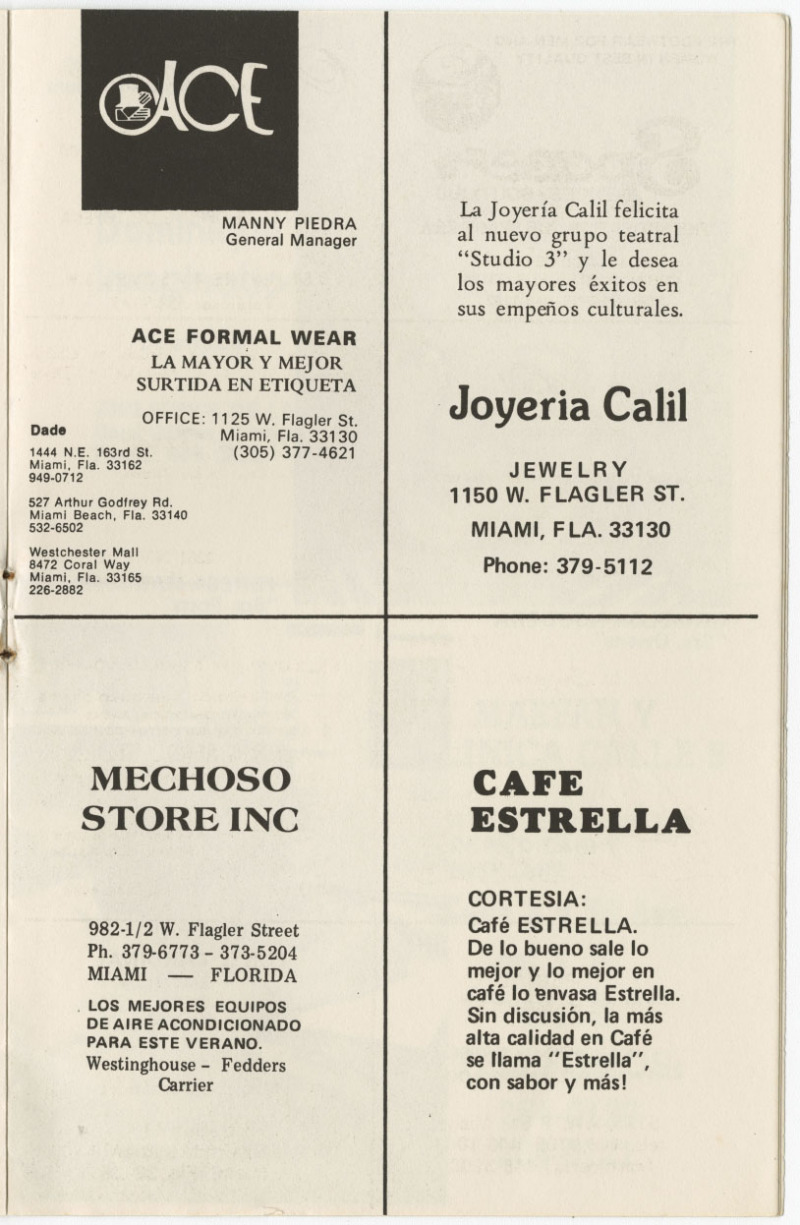 ACE
MANNY PIEDRA
General Manager
ACE FORMAL WEAR
LA MAYOR Y MEJOR
SURTIDA EN ETIQUETA
OFFICE: 1125 W. Flagler St.
Miami, Fla. 33130
(305) 377-4621
Dade
1444 N.E. 163rd St.
Miami, Fla. 33162
949-0712
527 Arthur Godfrey Rd.
Miami Beach, Fla. 33140
532-6502
Westchester Mall
8472 Coral Way
Miami, Fla. 33165
226-2882
La Joyería Calil felicita
al nuevo grupo teatral
"Studio 3" y le desea
los mayores éxitos en
sus empeños culturales.
Joyeria Calil
JEWELRY
1150 W. FLAGLER ST.
MIAMI, FLA. 33130
Phone: 379-5112
MECHOSO
STORE INC
982-1/2 W. Flagler Street
Ph. 379-6773 - 373-5204
MIAMI — FLORIDA
LOS MEJORES EQUIPOS
DE AIRE ACONDICIONADO
PARA ESTE VERANO.
Westinghouse - Fedders
Carrier
CAFE
ESTRELLA
CORTESIA:
Café ESTRELLA.
De lo bueno sale lo
mejor y lo mejor en
café lo envasa Estrella.
Sin discusión, la más
alta calidad en Café
se llama "Estrella",
con sabor y más!